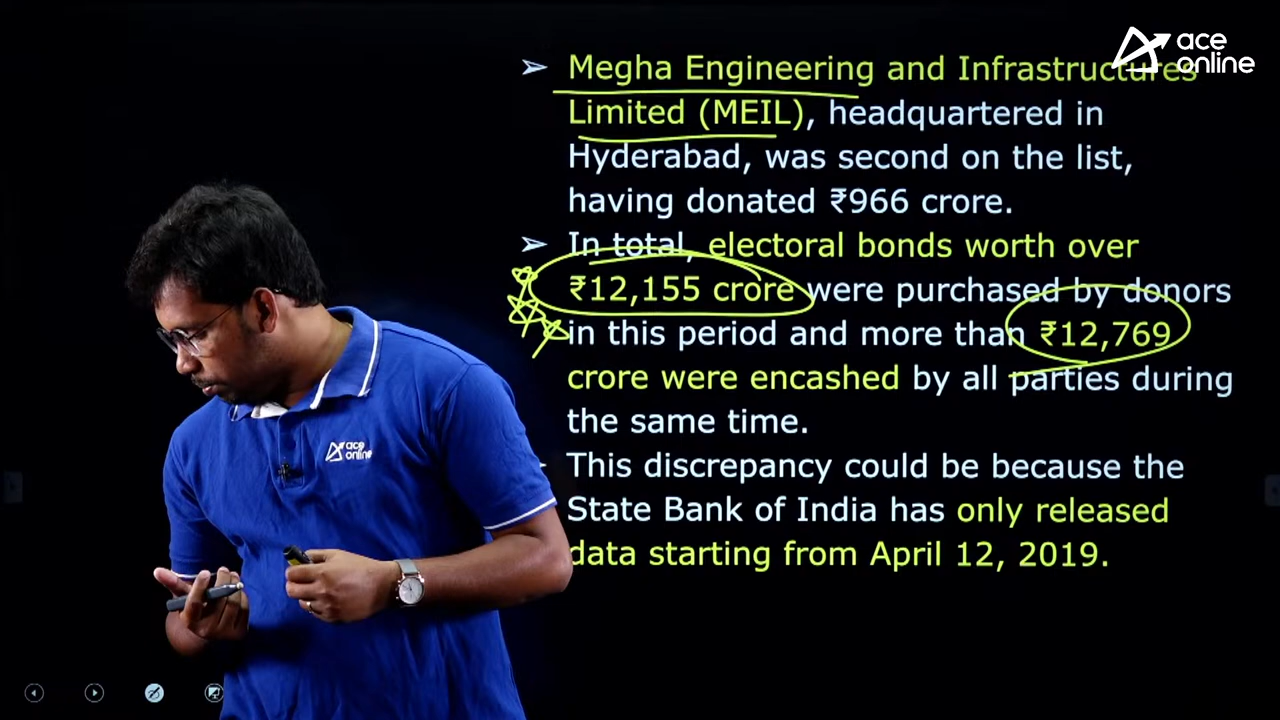 ace
online
➢ Megha Engineering and Infrastructures
Limited (MEIL), headquartered in
Hyderabad, was second on the list,
having donated ₹966 crore.
➢ In total, electoral bonds worth over
₹12,155 crore were purchased by donors
in this period and more than ₹12,769
crore were encashed by all parties during
the same time.
This discrepancy could be because the
State Bank of India has only released
data starting from April 12, 2019.
ace
online